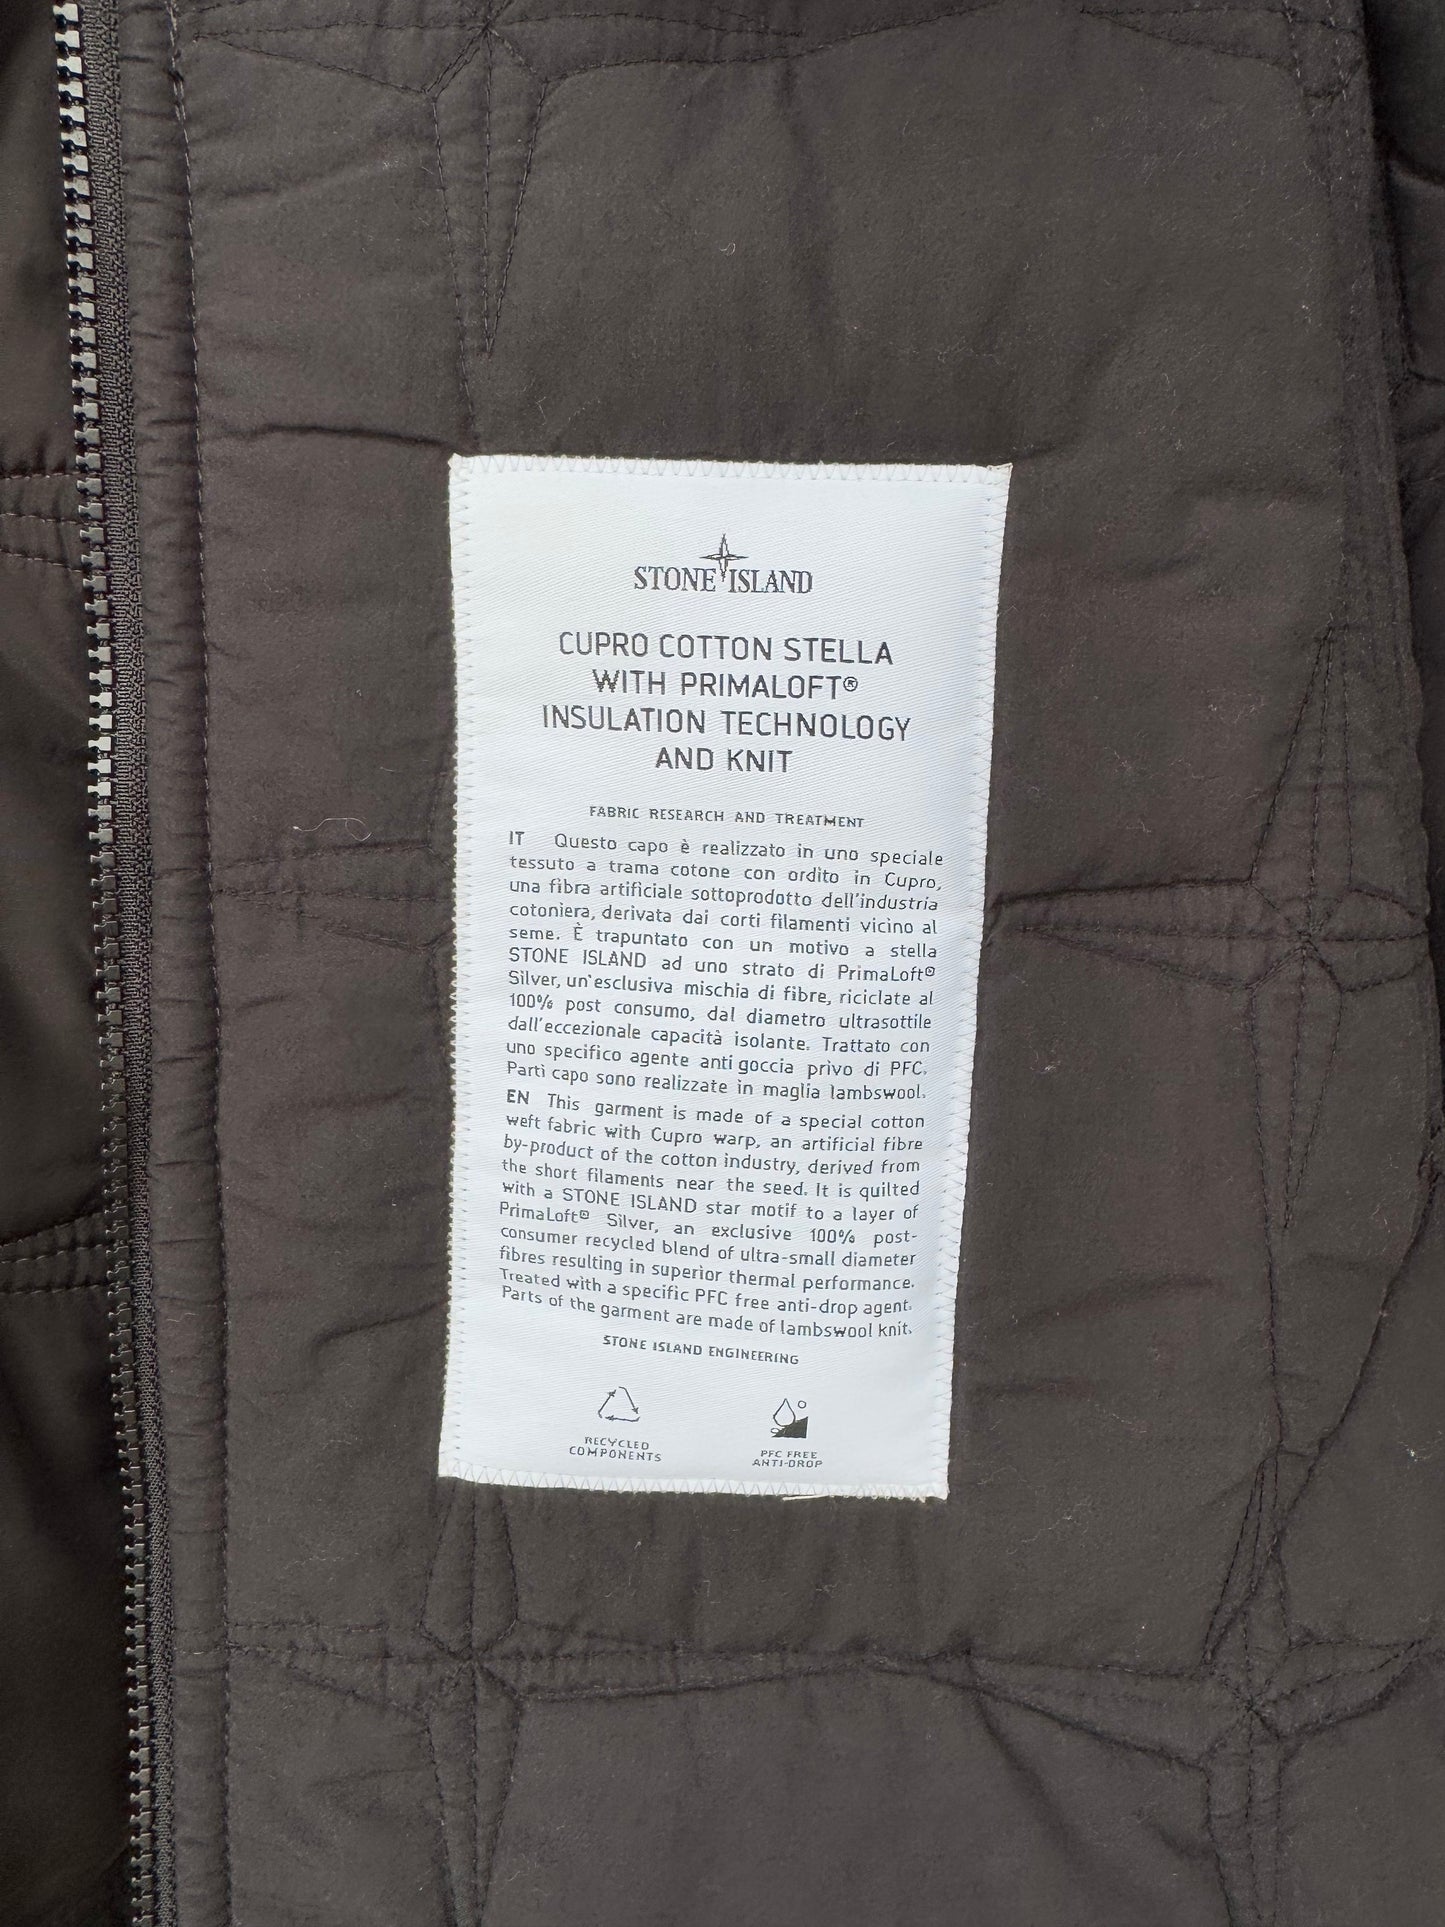 STONE ISLAND
CUPRO COTTON STELLA
WITH PRIMALOFT®
INSULATION TECHNOLOGY
AND KNIT
FABRIC RESEARCH AND TREATMENT
IT Questo capo è realizzato in uno speciale
tessuto a trama cotone con ordito in Cupro,
una fibra artificiale sottoprodotto dell'industria
cotoniera, derivata dai corti filamenti vicino al
seme. È trapuntato con un motivo a stella
STONE ISLAND ad uno strato di PrimaLoft®
Silver, un'esclusiva mischia di fibre, riciclate al
100% post consumo, dal diametro ultrasottile
dall'eccezionale capacità isolante. Trattato con
uno specifico agente anti goccia privo di PFC.
Parti capo sono realizzate in maglia lambswool.
EN This garment is made of a special cotton
weft fabric with Cupro warp, an artificial fibre
by-product of the cotton industry, derived from
the short filaments near the seed. It is quilted
with a STONE ISLAND star motif to a layer of
PrimaLoft® Silver, an exclusive 100% post-
consumer recycled blend of ultra-small diameter
fibres resulting in superior thermal performance.
Treated with a specific PFC free anti-drop agent.
Parts of the garment are made of lambswool knit.
STONE ISLAND ENGINEERING
RECYCLED
COMPONENTS
PFC FREE
ANTI-DROP